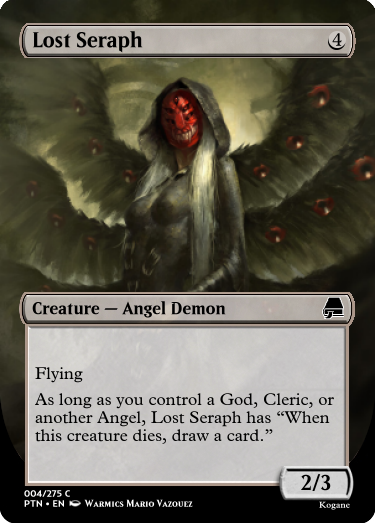 Lost Seraph 4
Creature — Angel Demon
Flying
As long as you control a God, Cleric, or
another Angel, Lost Seraph has “When
this creature dies, draw a card.”
2/3
004/275 C
PTN • EN Warmics Mario Vazouez
Kogane